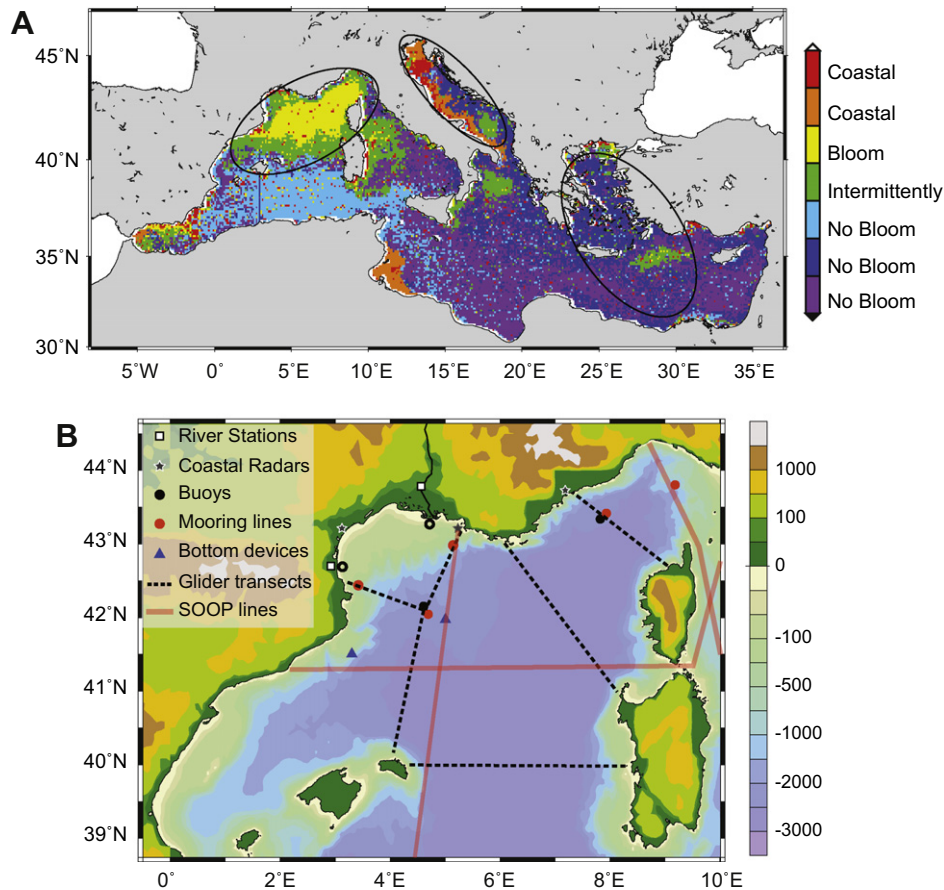 A
45°N
40°N
35°N
30°N
5°W 0° 5°E 10°E 15°E 20°E 25°E 30°E 35°E
Coastal
Coastal
Bloom
Intermittently
No Bloom
No Bloom
No Bloom
B
River Stations
Coastal Radars
Buoys
Mooring lines
Bottom devices
Glider transects
SOOP lines
44°N
43°N
42°N
41°N
40°N
39°N
0° 2°E 4°E 6°E 8°E 10°E
1000
100
0
-100
-500
-1000
-2000
-3000